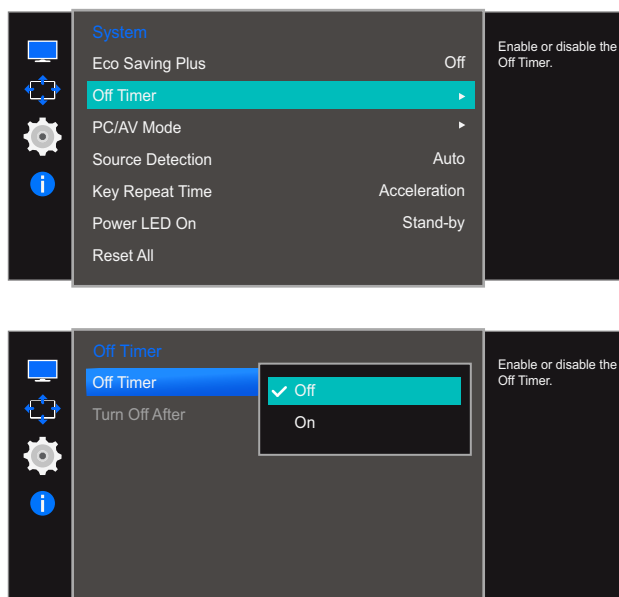 System
Eco Saving Plus Off
Off Timer
PC/AV Mode
Source Detection Auto
Key Repeat Time Acceleration
Power LED On Stand-by
Reset All
Enable or disable the
Off Timer.
Off Timer
Off Timer
Off
Turn Off After
On
Enable or disable the
Off Timer.